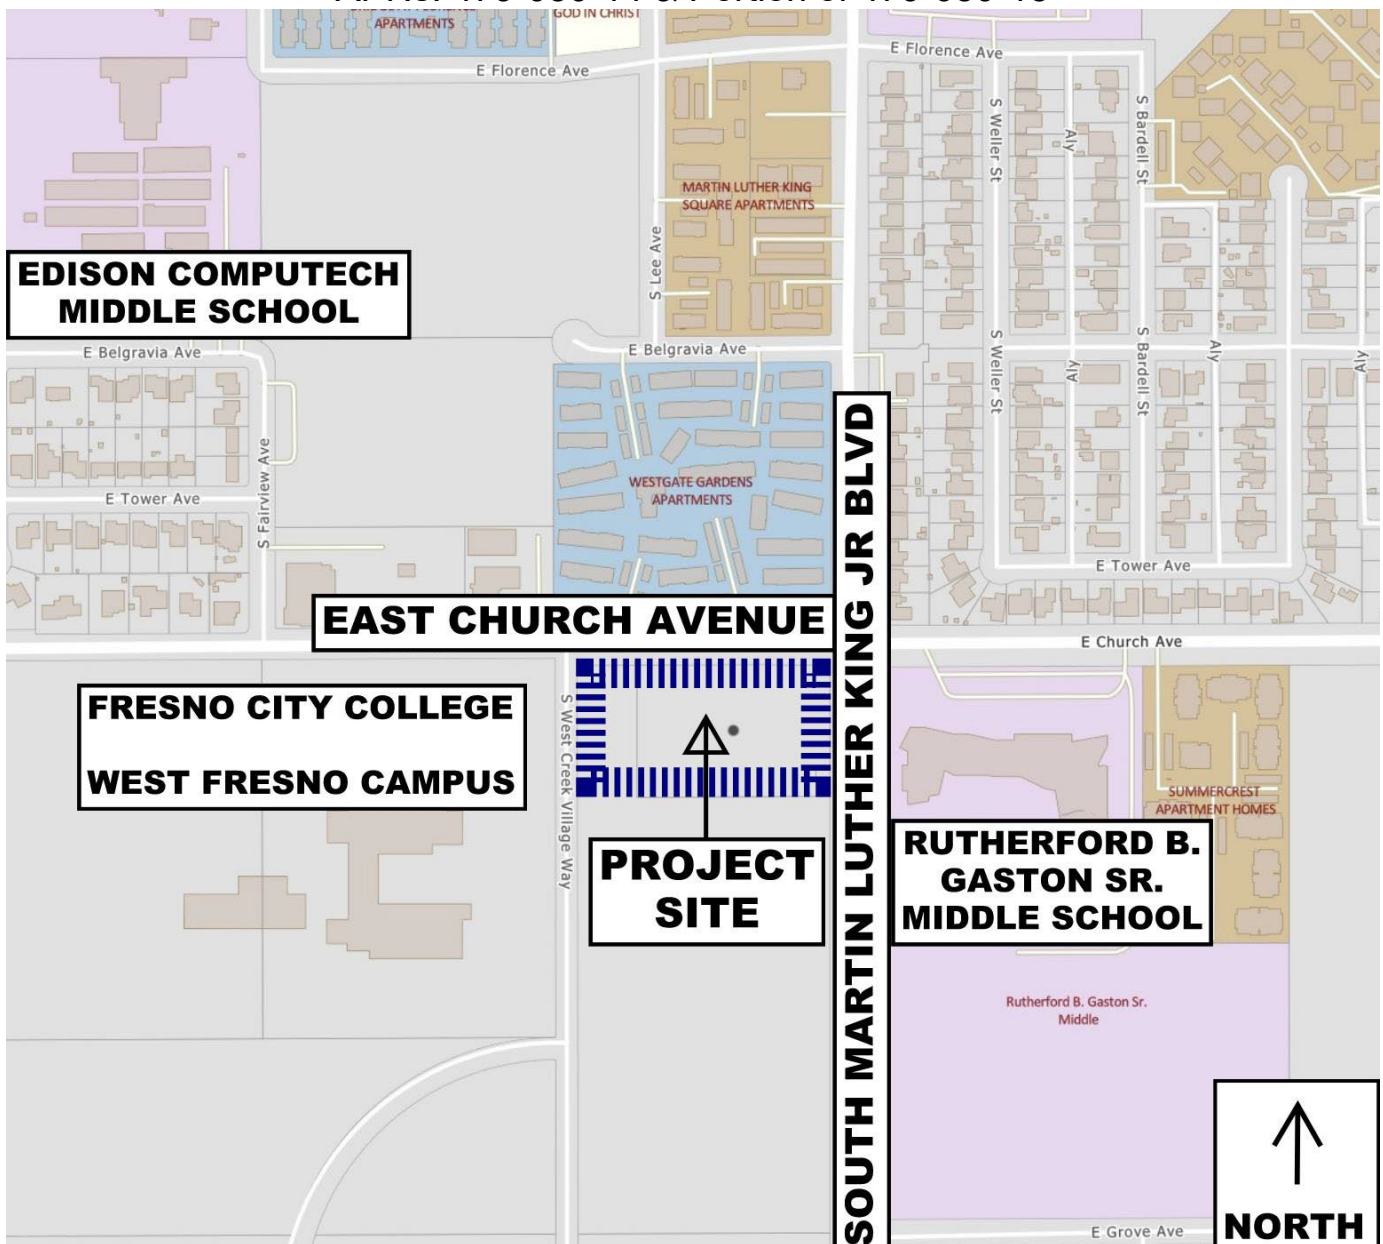 APARTMENTS
GOD IN CHRIST
E Florence Ave
E Florence Ave
S Weller St
Aly
S Bardell St
MARTIN LUTHER KING
SQUARE APARTMENTS
S Lee Ave
EDISON COMPUTECH
MIDDLE SCHOOL
E Belgravia Ave
E Belgravia Ave
S Weller St
Aly
S Bardell St
Aly
Aly
S Fairview Ave
E Tower Ave
WESTGATE GARDENS
APARTMENTS
SOUTH MARTIN LUTHER KING JR BLVD
E Tower Ave
EAST CHURCH AVENUE
E Church Ave
FRESNO CITY COLLEGE
WEST FRESNO CAMPUS
S West Creek Village Way
SUMMERCREST
APARTMENT HOMES
PROJECT
SITE
RUTHERFORD B.
GASTON SR.
MIDDLE SCHOOL
Rutherford B. Gaston Sr.
Middle
E Grove Ave
NORTH